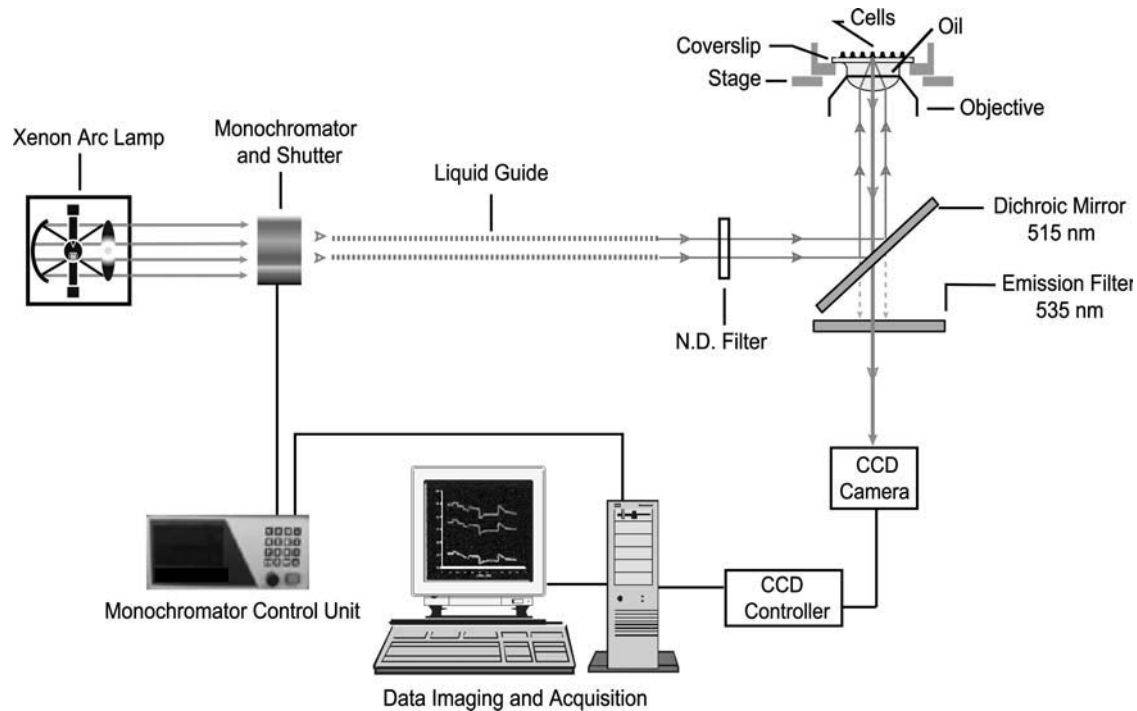 Cells
Oil
Coverslip
Stage
Objective
Xenon Arc Lamp
Monochromator
and Shutter
Liquid Guide
Dichroic Mirror
515 nm
Emission Filter
535 nm
N.D. Filter
CCD
Camera
CCD
Controller
Monochromator Control Unit
Data Imaging and Acquisition